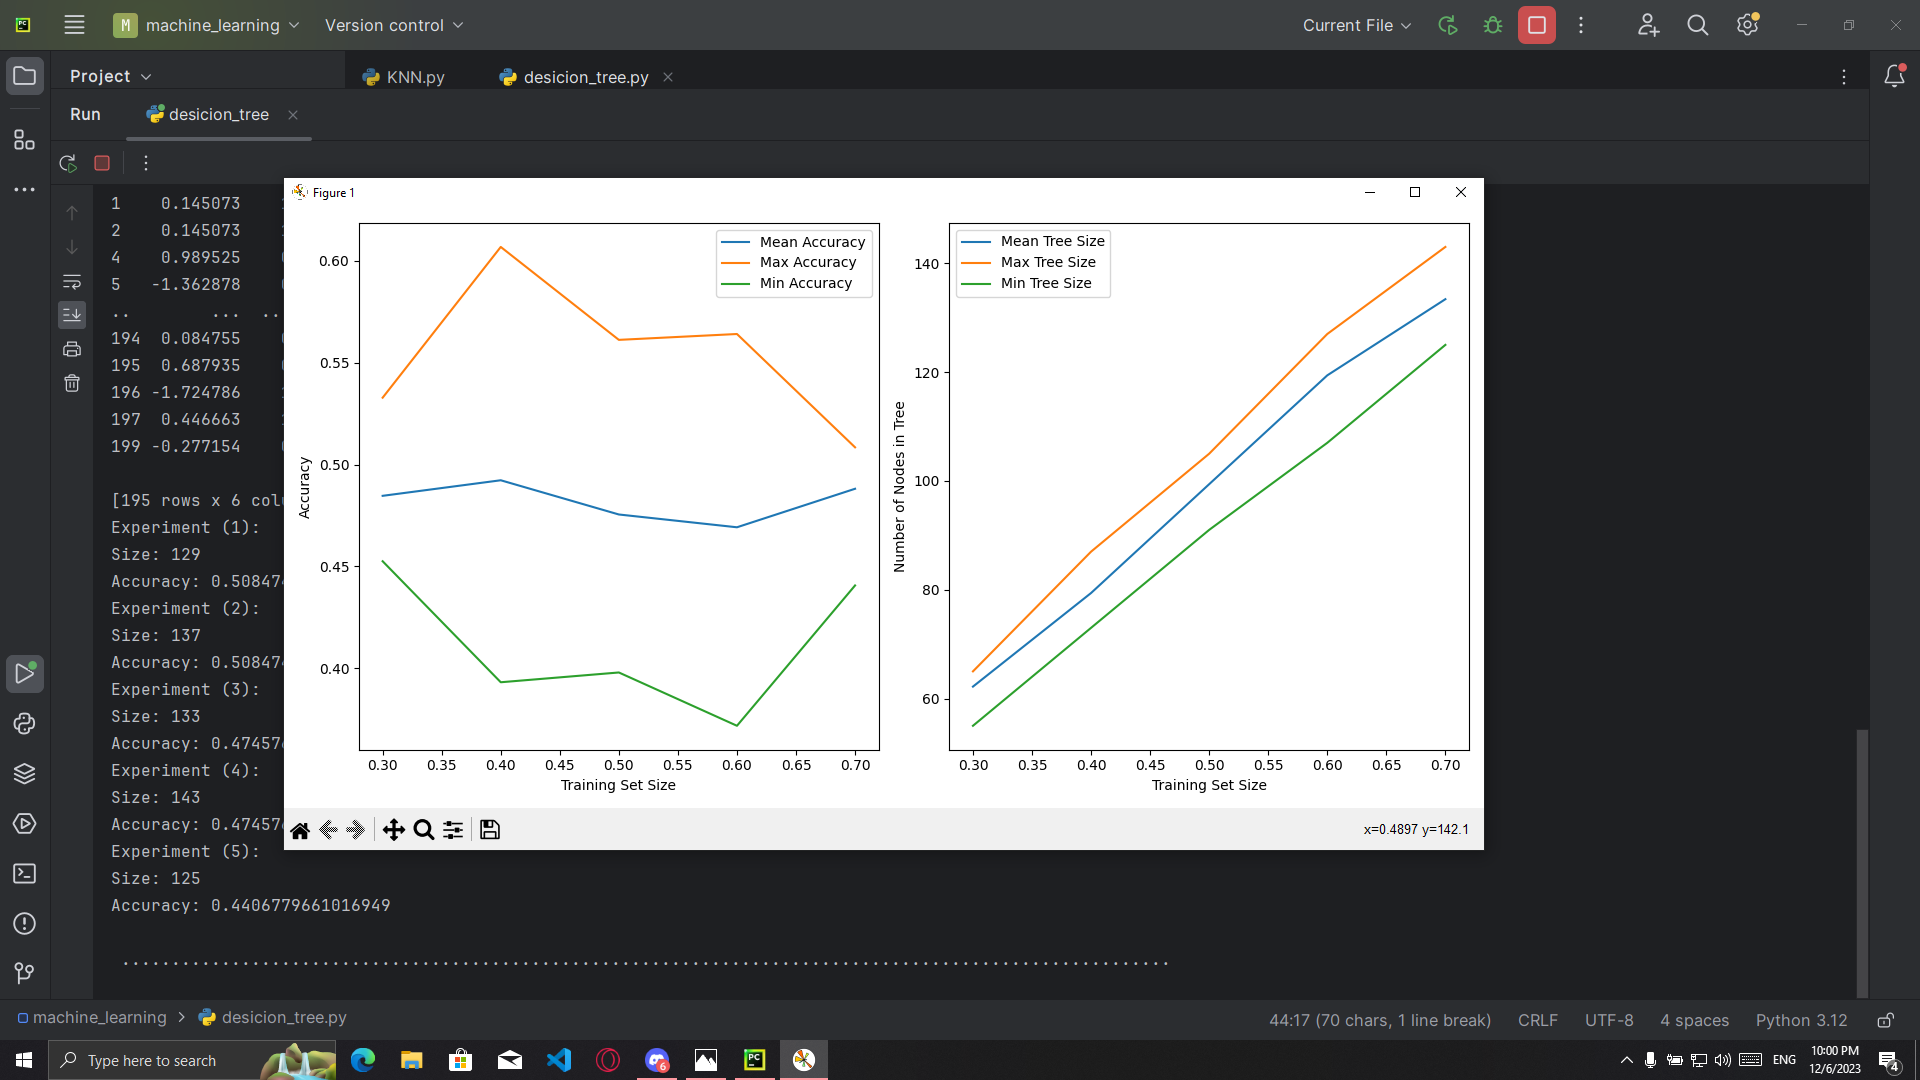 M machine_learning Version control Current File
Project KNN.py desicion_tree.py
Run desicion_tree
1 0.145073
2 0.145073
4 0.989525
5 -1.362878
.. ... ..
194 0.084755
195 0.687935
196 -1.724786
197 0.446663
199 -0.277154
[195 rows x 6 colu
Experiment (1):
Size: 129
Accuracy: 0.508474
Experiment (2):
Size: 137
Accuracy: 0.508474
Experiment (3):
Size: 133
Accuracy: 0.474576
Experiment (4):
Size: 143
Accuracy: 0.474576
Experiment (5):
Size: 125
Accuracy: 0.4406779661016949
Figure 1
Mean Accuracy
Max Accuracy
Min Accuracy
0.60
0.55
0.50
0.45
0.40
Accuracy
0.30 0.35 0.40 0.45 0.50 0.55 0.60 0.65 0.70
Training Set Size
Mean Tree Size
Max Tree Size
Min Tree Size
140
120
100
80
60
Number of Nodes in Tree
0.30 0.35 0.40 0.45 0.50 0.55 0.60 0.65 0.70
Training Set Size
x=0.4897 y=142.1
machine_learning > desicion_tree.py 44:17 (70 chars, 1 line break) CRLF UTF-8 4 spaces Python 3.12
Type here to search
6
PC
ENG
10:00 PM
12/6/2023
4